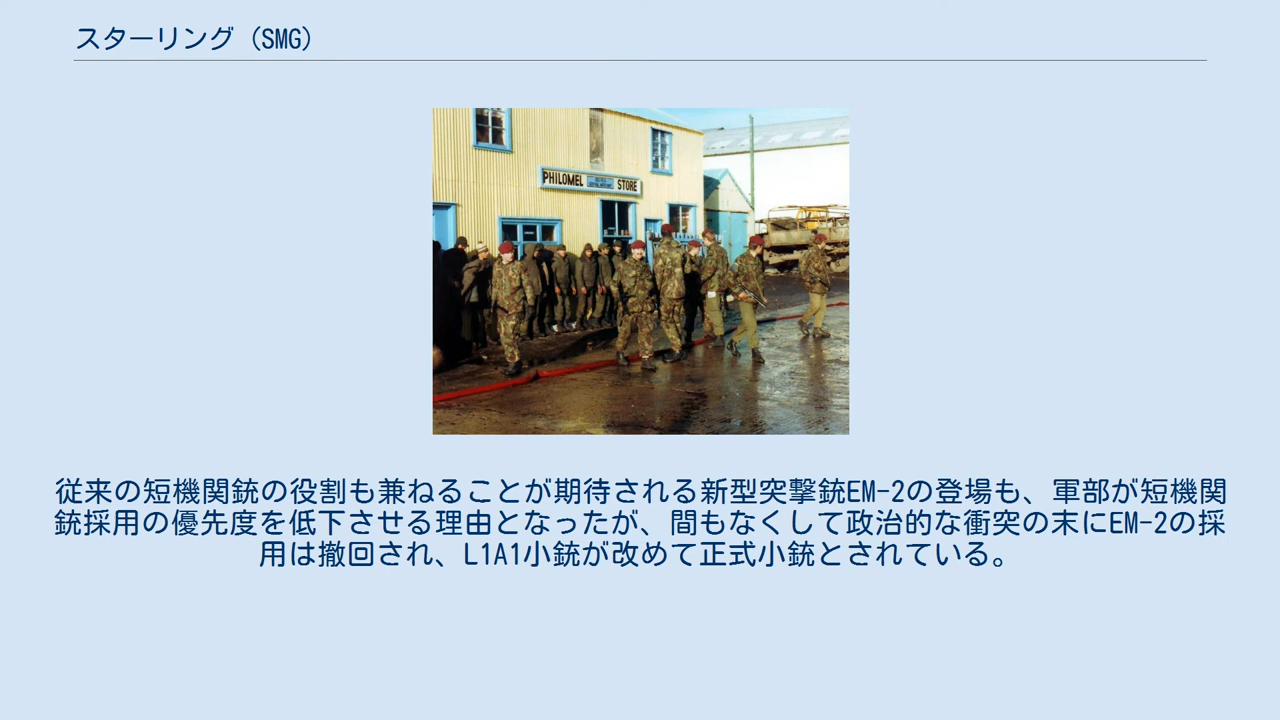 スターリング（SMG）
PHILOMEL STORE
従来の短機関銃の役割も兼ねることが期待される新型突撃銃EM-2の登場も、軍部が短機関
銃採用の優先度を低下させる理由となったが、間もなくして政治的な衝突の末にEM-2の採
用は撤回され、L1A1小銃が改めて正式小銃とされている。